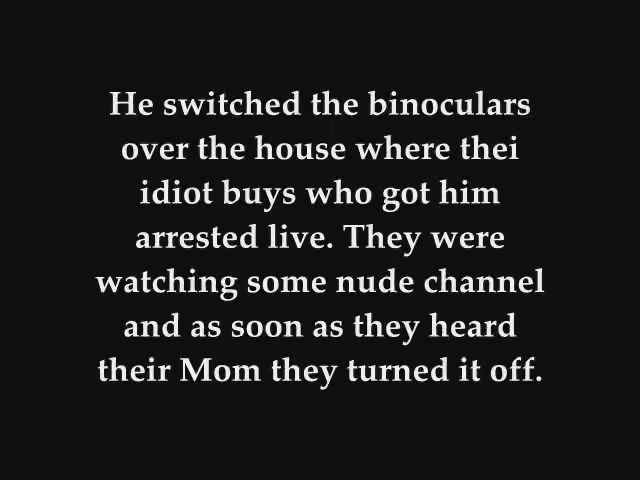 He switched the binoculars
over the house where thei
idiot buys who got him
arrested live. They were
watching some nude channel
and as soon as they heard
their Mom they turned it off.